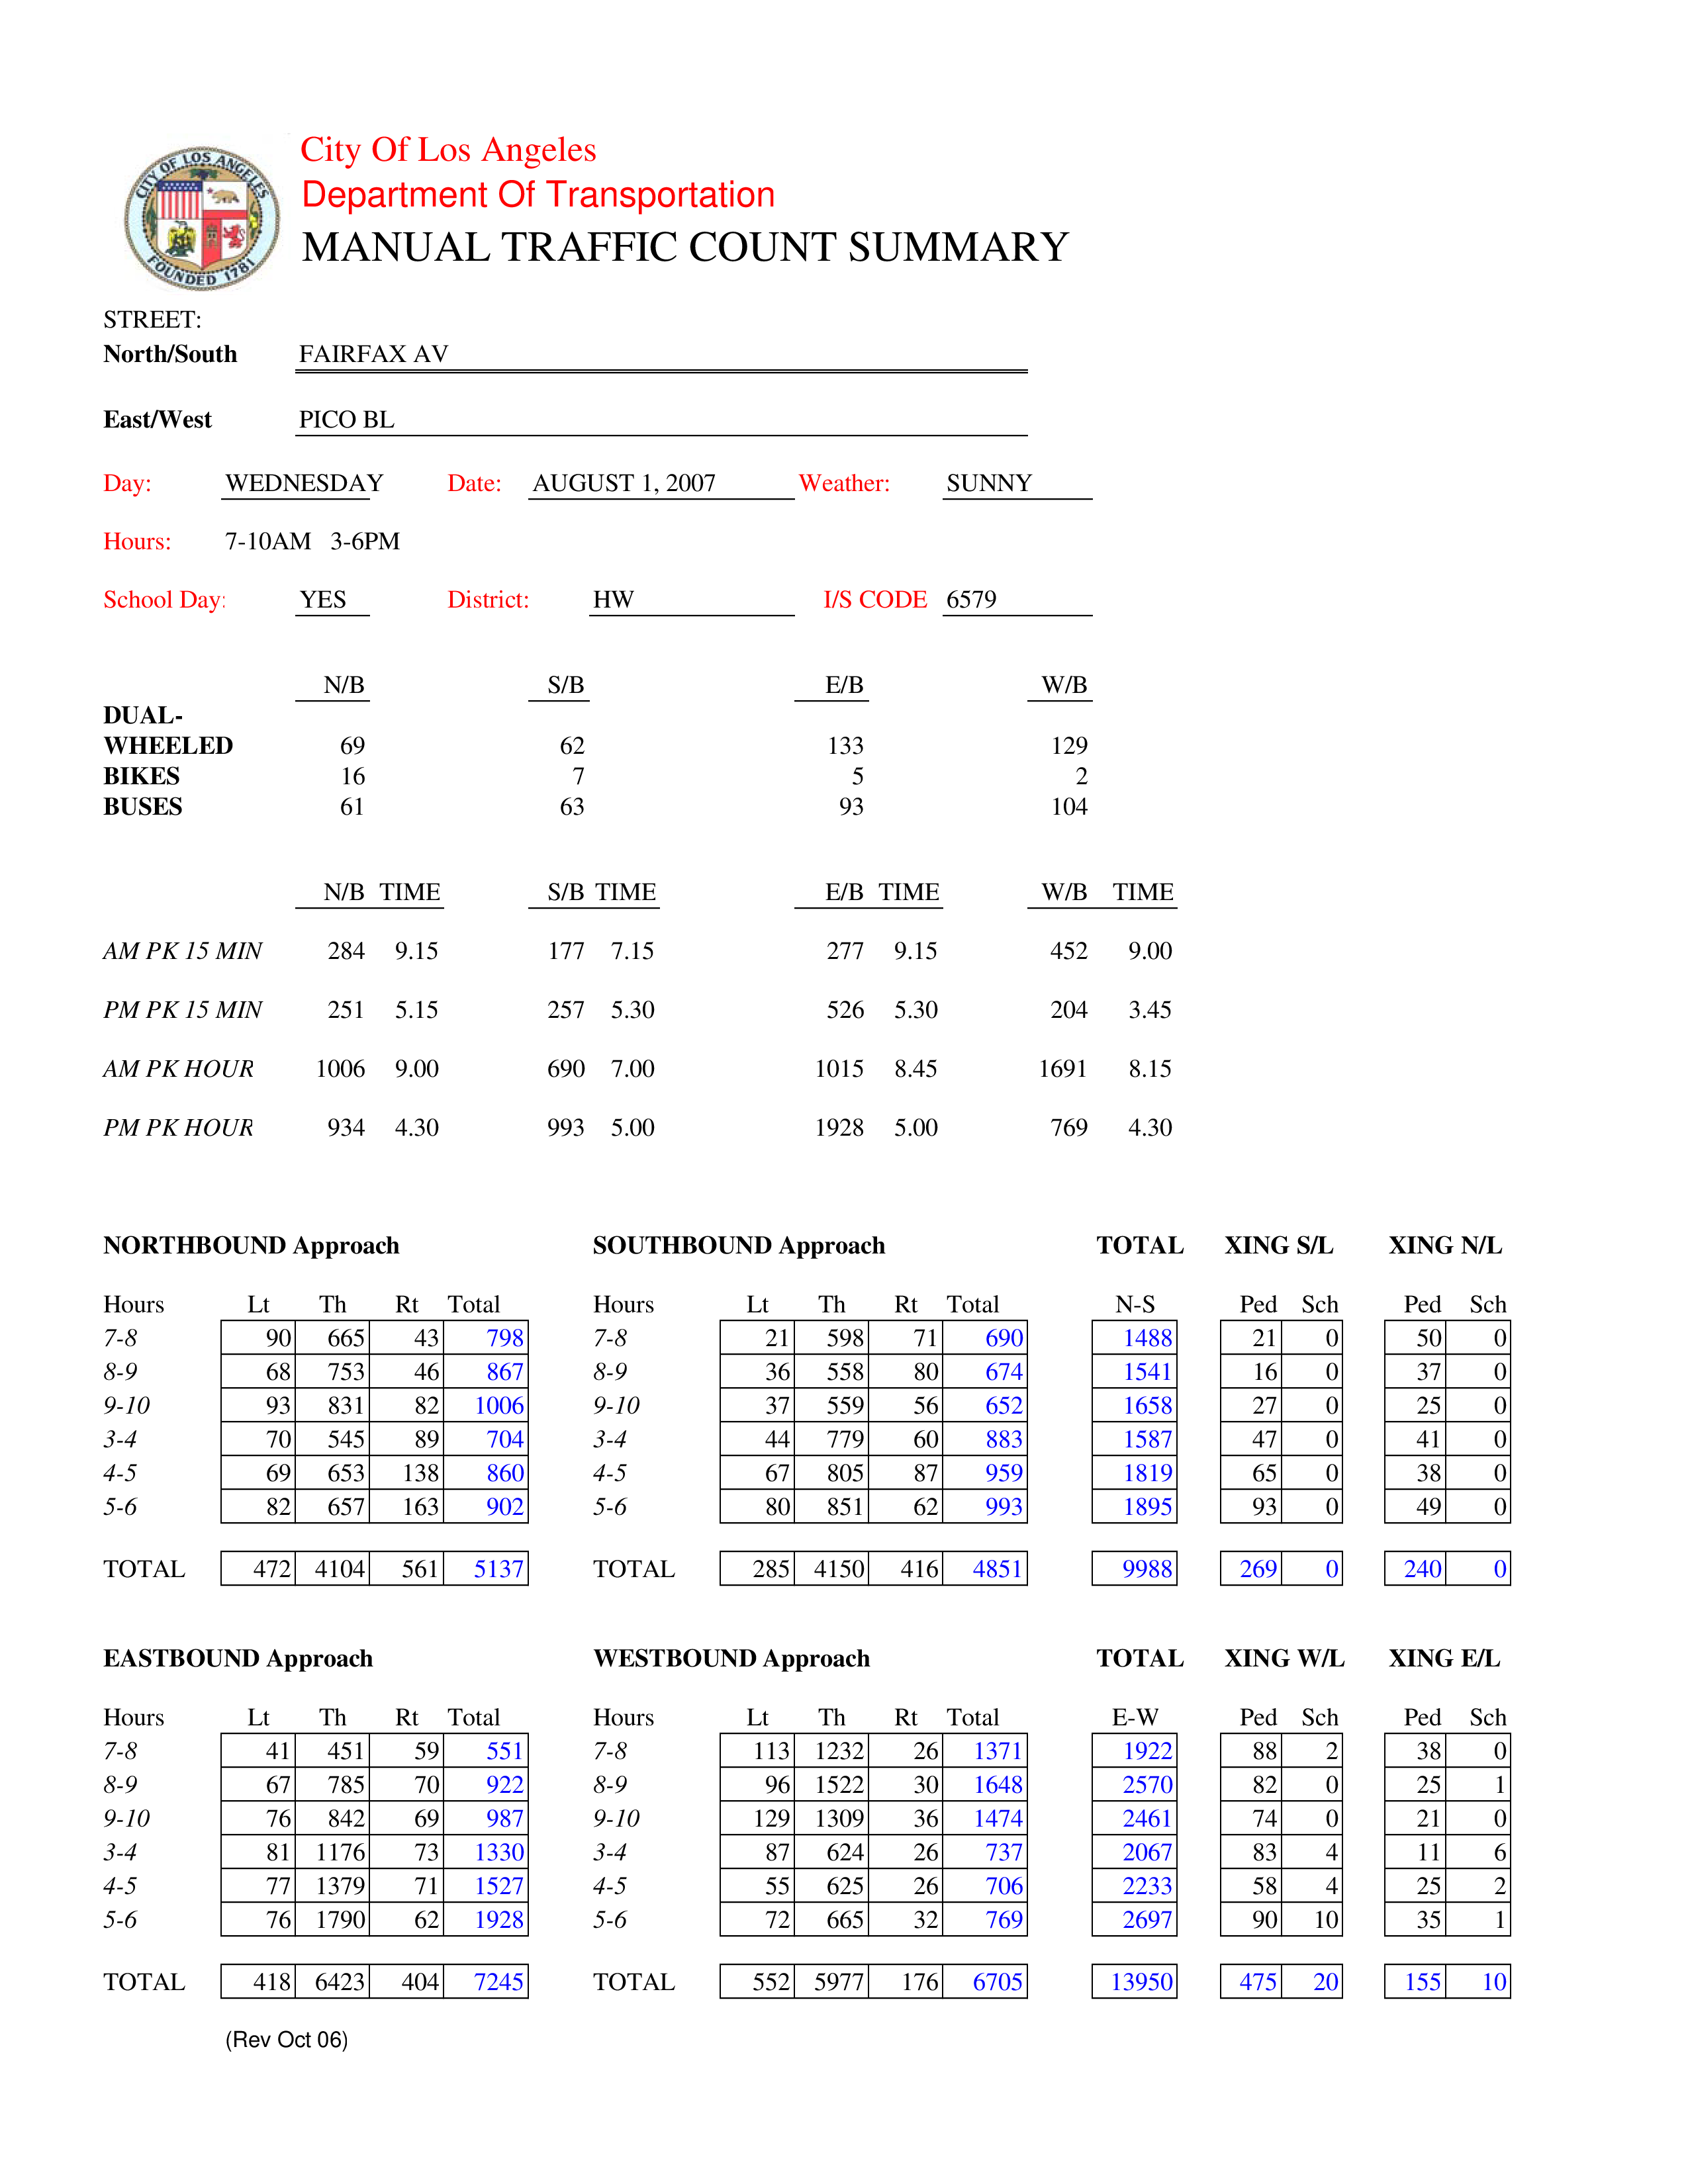 CITY OF LOS ANGELES
FOUNDED 1781
City Of Los Angeles
Department Of Transportation
MANUAL TRAFFIC COUNT SUMMARY
STREET:
North/South FAIRFAX AV
East/West PICO BL
Day: WEDNESDAY Date: AUGUST 1, 2007 Weather: SUNNY
Hours: 7-10AM 3-6PM
School Day: YES District: HW I/S CODE 6579
N/B S/B E/B W/B
DUAL-
WHEELED 69 62 133 129
BIKES 16 7 5 2
BUSES 61 63 93 104
N/B TIME S/B TIME E/B TIME W/B TIME
AM PK 15 MIN 284 9.15 177 7.15 277 9.15 452 9.00
PM PK 15 MIN 251 5.15 257 5.30 526 5.30 204 3.45
AM PK HOUR 1006 9.00 690 7.00 1015 8.45 1691 8.15
PM PK HOUR 934 4.30 993 5.00 1928 5.00 769 4.30
NORTHBOUND Approach SOUTHBOUND Approach TOTAL XING S/L XING N/L
Hours Lt Th Rt Total Hours Lt Th Rt Total N-S Ped Sch Ped Sch
7-8 90 665 43 798 7-8 21 598 71 690 1488 21 0 50 0
8-9 68 753 46 867 8-9 36 558 80 674 1541 16 0 37 0
9-10 93 831 82 1006 9-10 37 559 56 652 1658 27 0 25 0
3-4 70 545 89 704 3-4 44 779 60 883 1587 47 0 41 0
4-5 69 653 138 860 4-5 67 805 87 959 1819 65 0 38 0
5-6 82 657 163 902 5-6 80 851 62 993 1895 93 0 49 0
TOTAL 472 4104 561 5137 TOTAL 285 4150 416 4851 9988 269 0 240 0
EASTBOUND Approach WESTBOUND Approach TOTAL XING W/L XING E/L
Hours Lt Th Rt Total Hours Lt Th Rt Total E-W Ped Sch Ped Sch
7-8 41 451 59 551 7-8 113 1232 26 1371 1922 88 2 38 0
8-9 67 785 70 922 8-9 96 1522 30 1648 2570 82 0 25 1
9-10 76 842 69 987 9-10 129 1309 36 1474 2461 74 0 21 0
3-4 81 1176 73 1330 3-4 87 624 26 737 2067 83 4 11 6
4-5 77 1379 71 1527 4-5 55 625 26 706 2233 58 4 25 2
5-6 76 1790 62 1928 5-6 72 665 32 769 2697 90 10 35 1
TOTAL 418 6423 404 7245 TOTAL 552 5977 176 6705 13950 475 20 155 10
(Rev Oct 06)